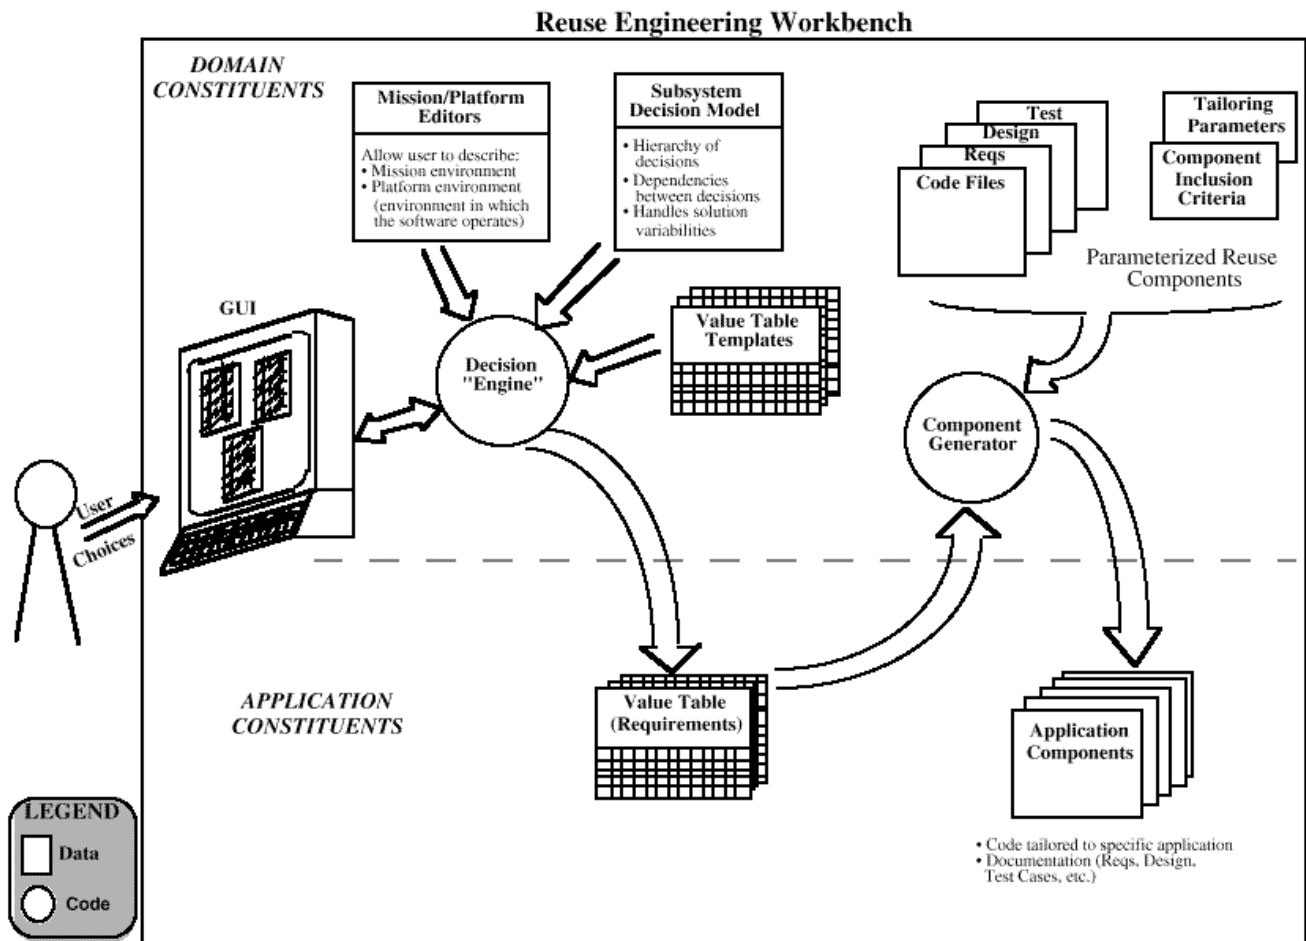 Reuse Engineering Workbench
DOMAIN
CONSTITUENTS
Mission/Platform
Editors
Allow user to describe:
• Mission environment
• Platform environment
(environment in which
the software operates)
Subsystem
Decision Model
• Hierarchy of
decisions
• Dependencies
between decisions
• Handles solution
variabilities
Test
Design
Reqs
Code Files
Tailoring
Parameters
Component
Inclusion
Criteria
Parameterized Reuse
Components
GUI
Value Table
Templates
Decision
"Engine"
Component
Generator
User
Choices
APPLICATION
CONSTITUENTS
Value Table
(Requirements)
Application
Components
• Code tailored to specific application
• Documentation (Reqs, Design,
Test Cases, etc.)
LEGEND
Data
Code